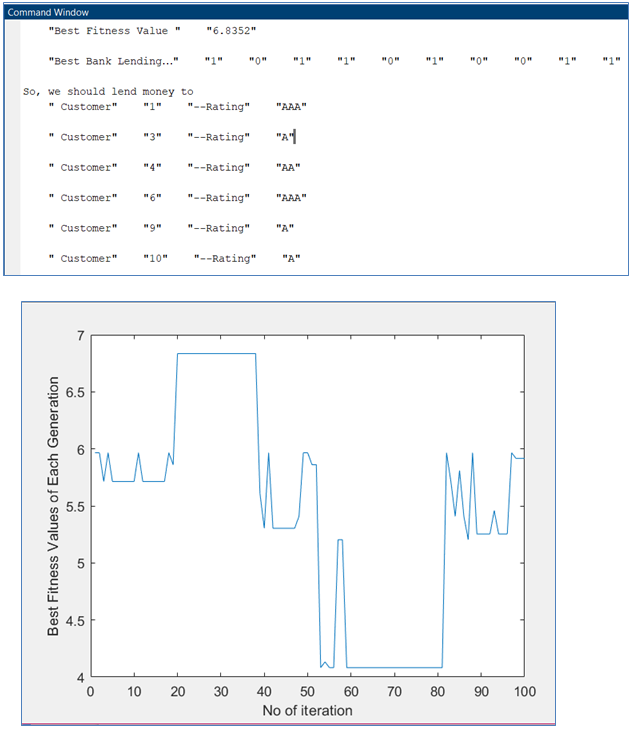 Command Window
"Best Fitness Value " "6.8352"
"Best Bank Lending…" "1" "0" "1" "1" "0" "1" "0" "0" "1" "1"
So, we should lend money to
" Customer" "1" "--Rating" "AAA"
" Customer" "3" "--Rating" "A"
" Customer" "4" "--Rating" "AA"
" Customer" "6" "--Rating" "AAA"
" Customer" "9" "--Rating" "A"
" Customer" "10" "--Rating" "A"
Best Fitness Values of Each Generation
7
6.5
6
5.5
5
4.5
4
0 10 20 30 40 50 60 70 80 90 100
No of iteration